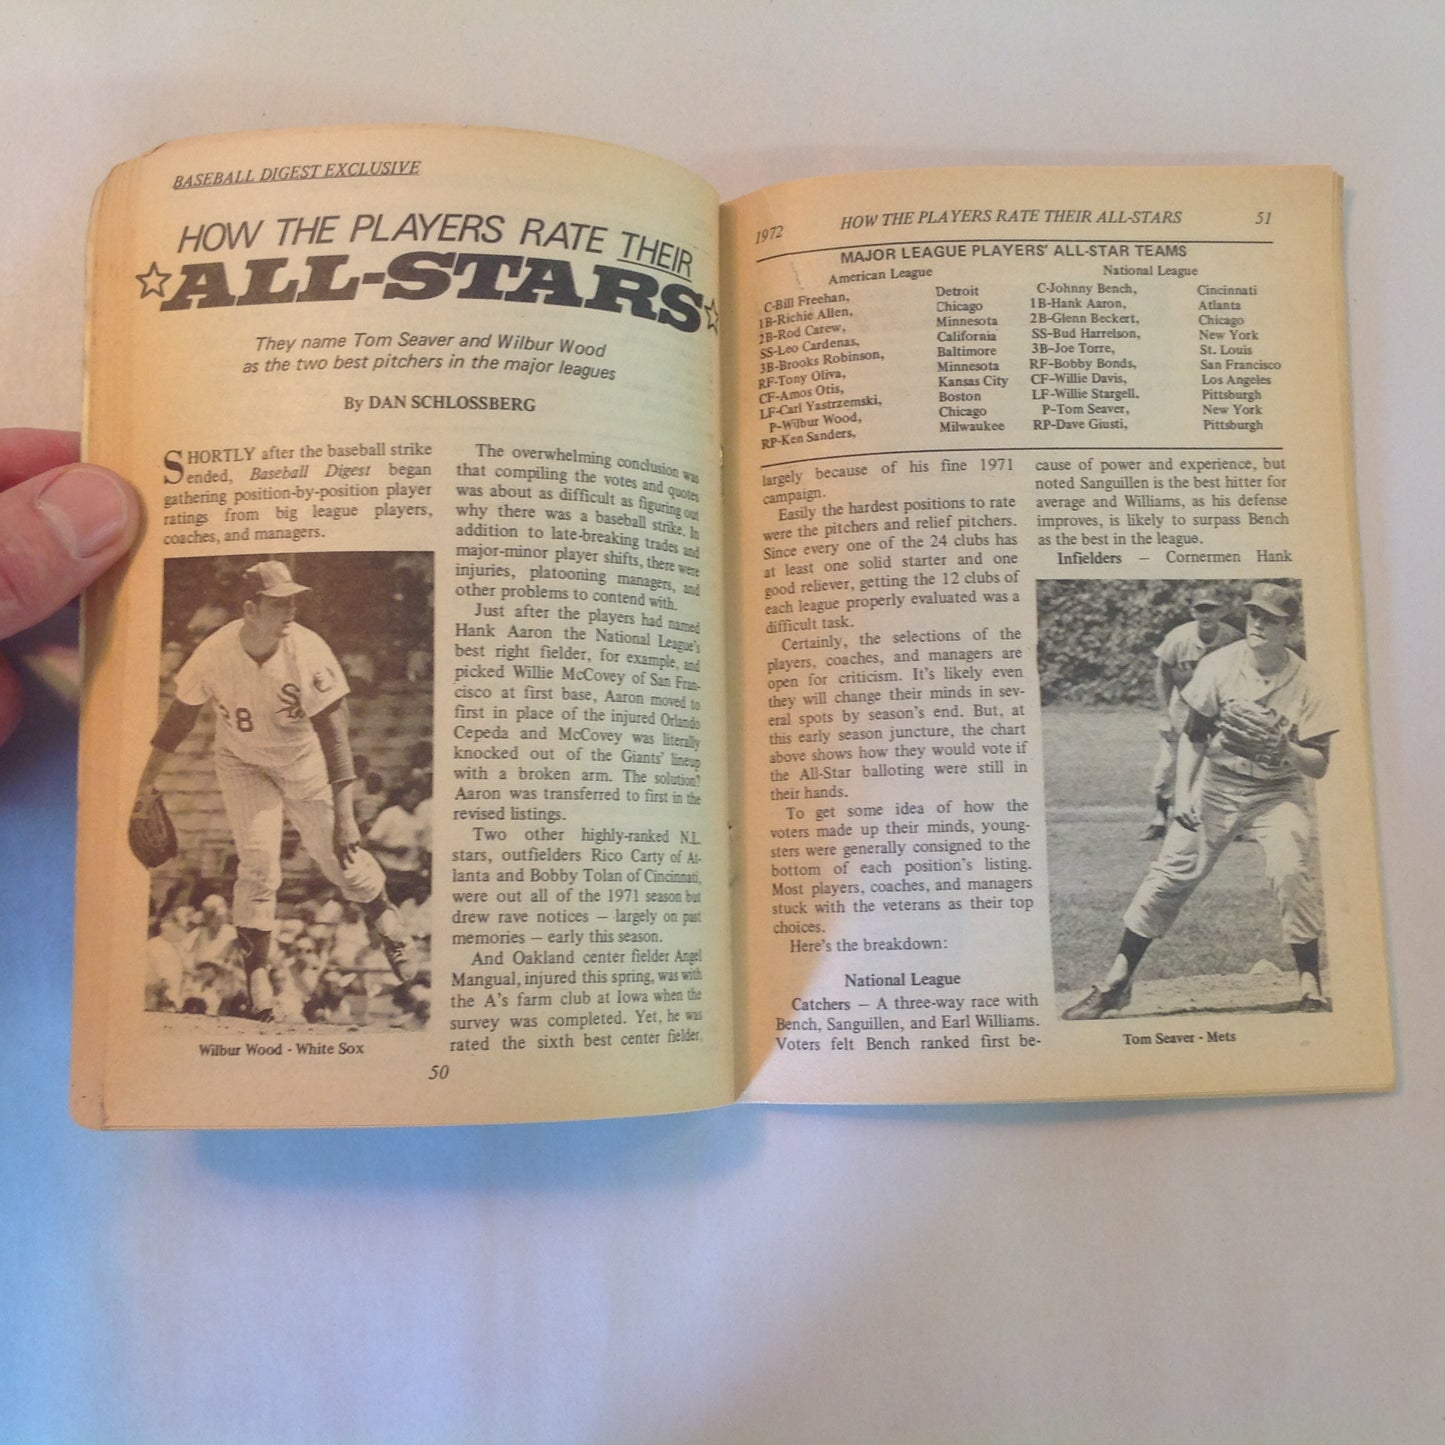 BASEBALL DIGEST EXCLUSIVE
HOW THE PLAYERS RATE THEIR
ALL-STARS
They name Tom Seaver and Wilbur Wood
as the two best pitchers in the major leagues
By DAN SCHLOSSBERG
SHORTLY after the baseball strike
ended, Baseball Digest began
gathering position-by-position player
ratings from big league players,
coaches, and managers.
S
28
Wilbur Wood - White Sox
The overwhelming conclusion was
that compiling the votes and quotes
was about as difficult as figuring out
why there was a baseball strike. In
addition to late-breaking trades and
major-minor player shifts, there were
injuries, platooning managers, and
other problems to contend with.
Just after the players had named
Hank Aaron the National League's
best right fielder, for example, and
picked Willie McCovey of San Fran-
cisco at first base, Aaron moved to
first in place of the injured Orlando
Cepeda and McCovey was literally
knocked out of the Giants' lineup
with a broken arm. The solution?
Aaron was transferred to first in the
revised listings.
Two other highly-ranked N.L.
stars, outfielders Rico Carty of At-
lanta and Bobby Tolan of Cincinnati,
were out all of the 1971 season but
drew rave notices — largely on past
memories — early this season.
And Oakland center fielder Angel
Mangual, injured this spring, was with
the A's farm club at Iowa when the
survey was completed. Yet, he was
rated the sixth best center fielder,
50
1972 HOW THE PLAYERS RATE THEIR ALL-STARS 51
MAJOR LEAGUE PLAYERS' ALL-STAR TEAMS
American League
C-Bill Freehan, Detroit
1B-Richie Allen, Chicago
2B-Rod Carew, Minnesota
SS-Leo Cardenas, California
3B-Brooks Robinson, Baltimore
RF-Tony Oliva, Minnesota
CF-Amos Otis, Kansas City
LF-Carl Yastrzemski, Boston
P-Wilbur Wood, Chicago
RP-Ken Sanders, Milwaukee
National League
C-Johnny Bench, Cincinnati
1B-Hank Aaron, Atlanta
2B-Glenn Beckert, Chicago
SS-Bud Harrelson, New York
3B-Joe Torre, St. Louis
RF-Bobby Bonds, San Francisco
CF-Willie Davis, Los Angeles
LF-Willie Stargell, Pittsburgh
P-Tom Seaver, New York
RP-Dave Giusti, Pittsburgh
largely because of his fine 1971
campaign.
Easily the hardest positions to rate
were the pitchers and relief pitchers.
Since every one of the 24 clubs has
at least one solid starter and one
good reliever, getting the 12 clubs of
each league properly evaluated was a
difficult task.
Certainly, the selections of the
players, coaches, and managers are
open for criticism. It's likely even
they will change their minds in sev-
eral spots by season's end. But, at
this early season juncture, the chart
above shows how they would vote if
the All-Star balloting were still in
their hands.
To get some idea of how the
voters made up their minds, young-
sters were generally consigned to the
bottom of each position's listing.
Most players, coaches, and managers
stuck with the veterans as their top
choices.
Here's the breakdown:
National League
Catchers — A three-way race with
Bench, Sanguillen, and Earl Williams.
Voters felt Bench ranked first be-
cause of power and experience, but
noted Sanguillen is the best hitter for
average and Williams, as his defense
improves, is likely to surpass Bench
as the best in the league.
Infielders — Cornermen Hank
Tom Seaver - Mets